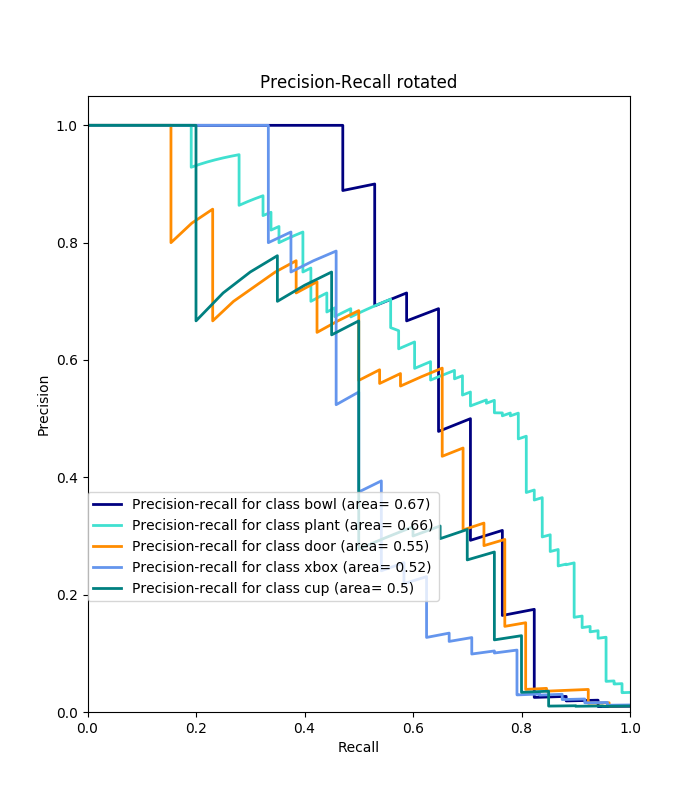 Precision-Recall rotated
1.0
0.8
0.6
0.4
0.2
0.0
Precision
Precision-recall for class bowl (area= 0.67)
Precision-recall for class plant (area= 0.66)
Precision-recall for class door (area= 0.55)
Precision-recall for class xbox (area= 0.52)
Precision-recall for class cup (area= 0.5)
0.0 0.2 0.4 0.6 0.8 1.0
Recall